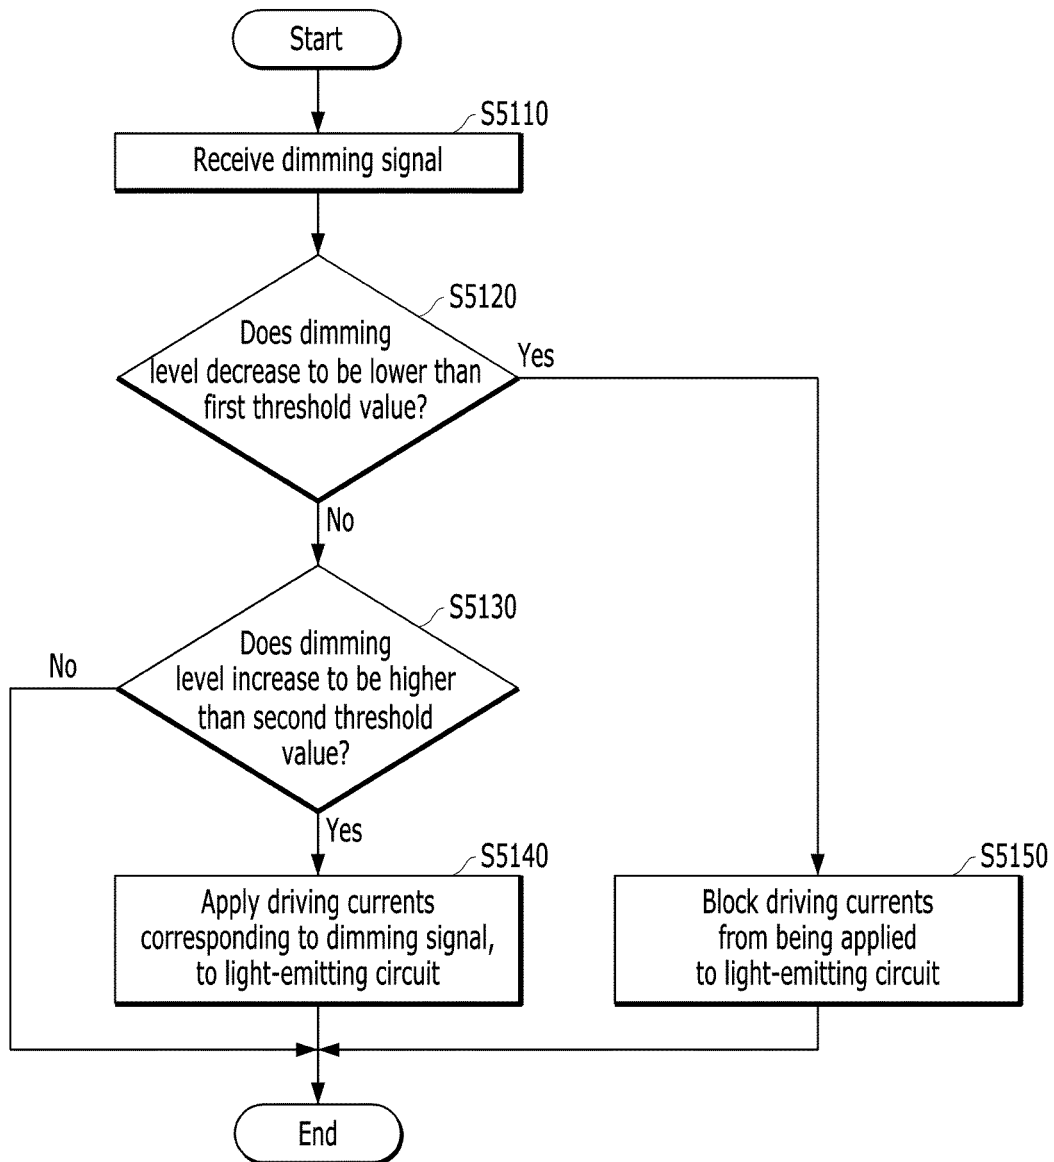 Start
S5110
Receive dimming signal
S5120
Does dimming
level decrease to be lower than
first threshold value?
Yes
No
S5130
Does dimming
level increase to be higher
than second threshold
value?
No
Yes
S5140
Apply driving currents
corresponding to dimming signal,
to light-emitting circuit
S5150
Block driving currents
from being applied
to light-emitting circuit
End